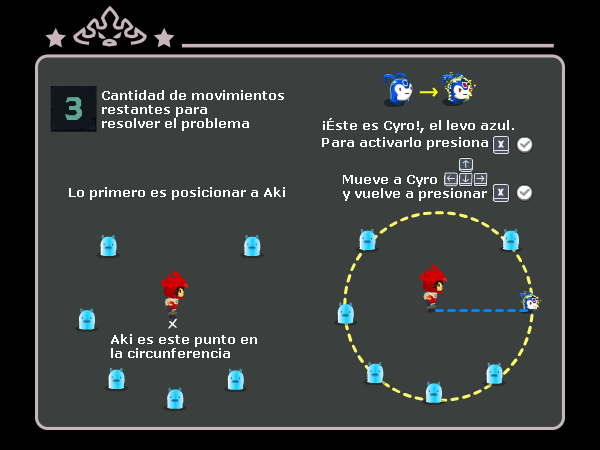 3
Cantidad de movimientos
restantes para
resolver el problema
¡Éste es Cyro!, el levo azul.
Para activarlo presiona x
Mueve a Cyro ↑ ← ↓ →
y vuelve a presionar x
Lo primero es posicionar a Aki
Aki es este punto en
la circunferencia